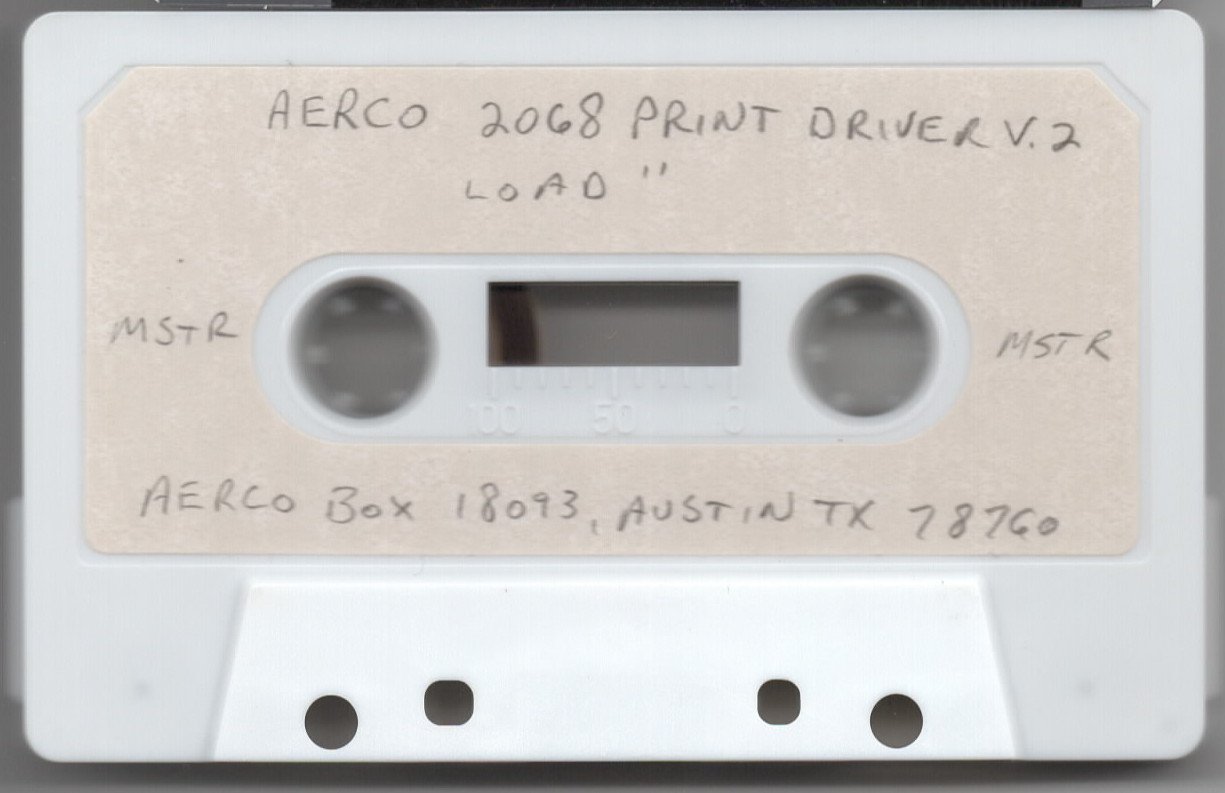 AERCO 2068 PRINT DRIVER V.2
LOAD "
MSTR MSTR
100 50 0
AERCO BOX 18093, AUSTIN TX 78760